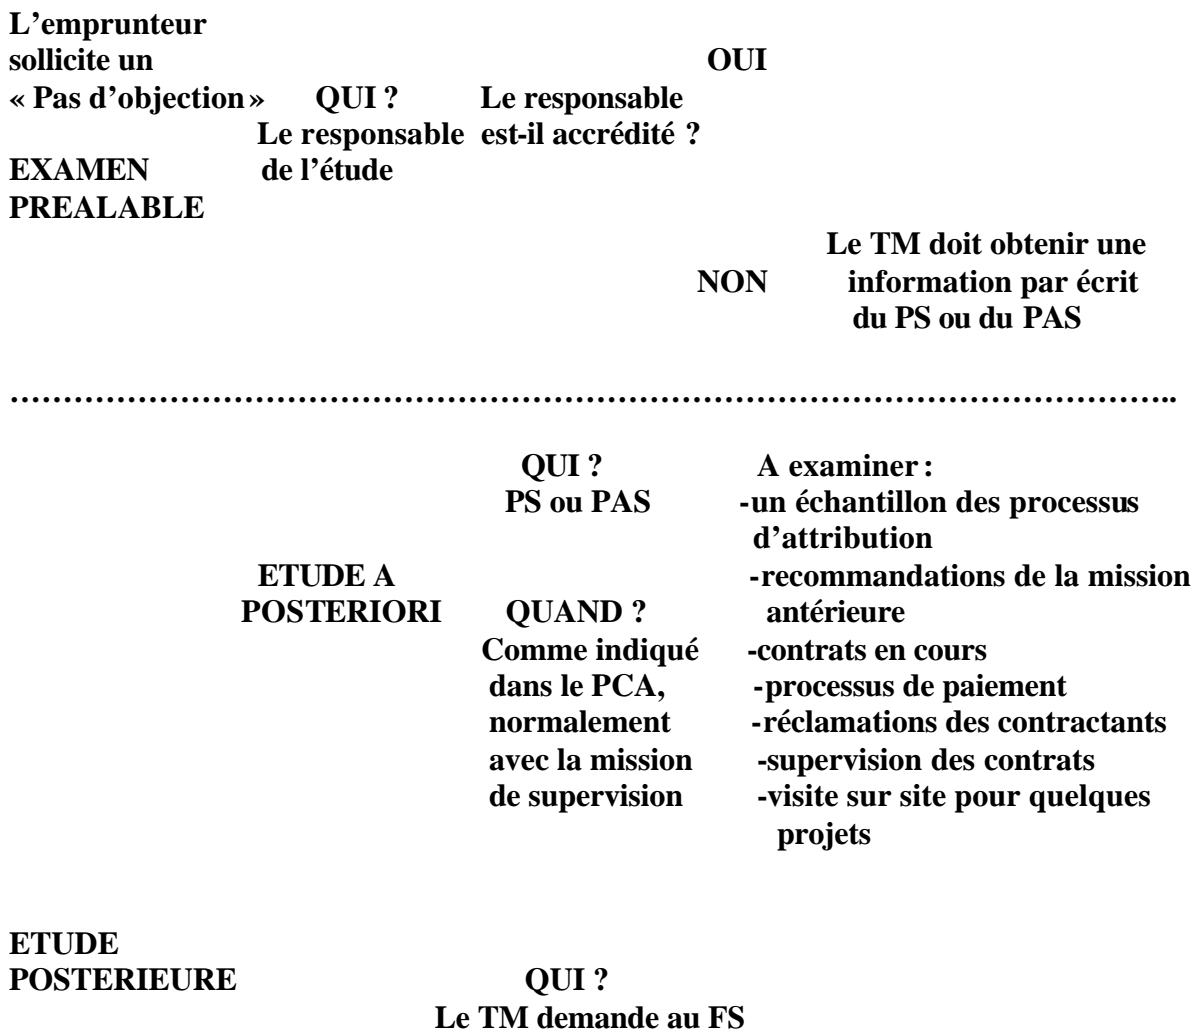 L’emprunteur
sollicite un OUI
« Pas d’objection » QUI ? Le responsable
Le responsable est-il accrédité ?
EXAMEN de l’étude
PREALABLE
Le TM doit obtenir une
NON information par écrit
du PS ou du PAS
…………………………………………………………………………………………………..
QUI ? A examiner :
PS ou PAS -un échantillon des processus
d’attribution
ETUDE A -recommandations de la mission
POSTERIORI QUAND ? antérieure
Comme indiqué -contrats en cours
dans le PCA, -processus de paiement
normalement -réclamations des contractants
avec la mission -supervision des contrats
de supervision -visite sur site pour quelques
projets
ETUDE
POSTERIEURE QUI ?
Le TM demande au FS